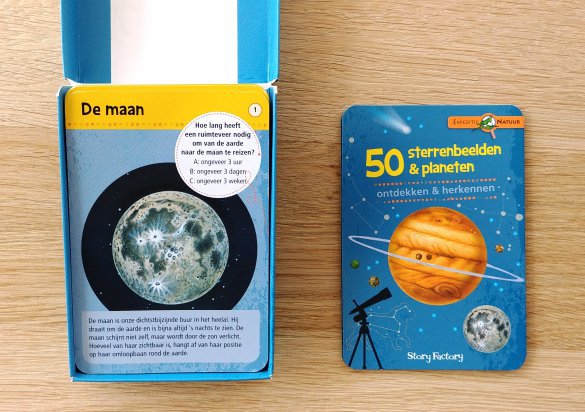 De maan
1
Hoe lang heeft
een ruimteveer nodig
om van de aarde
naar de maan te reizen?
A: ongeveer 3 uur
B: ongeveer 3 dagen
C: ongeveer 3 weken
De maan is onze dichtstbijzijnde buur in het heelal. Hij
draait om de aarde en is bijna altijd 's nachts te zien. De
maan schijnt niet zelf, maar wordt door de zon verlicht.
Hoeveel van haar zichtbaar is, hangt af van haar positie
op haar omloopbaan rond de aarde.
EXPEDITIE NATUUR
50 sterrenbeelden
& planeten
ontdekken & herkennen
Story Factory